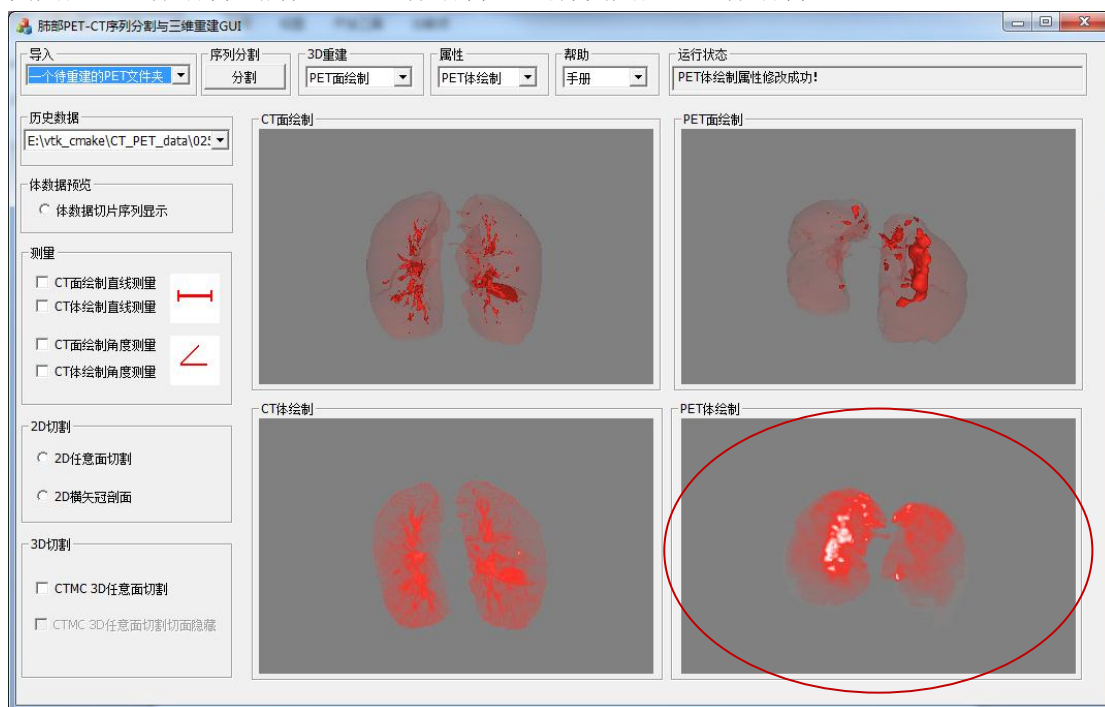 肺部PET-CT序列分割与三维重建GUI
导入
序列分割
3D重建
属性
帮助
运行状态
一个待重建的PET文件夹
分割
PET面绘制
PET体绘制
手册
PET体绘制属性修改成功!
历史数据
E:\vtk_cmake\CT_PET_data\02
体数据预览
体数据切片序列显示
测量
CT面绘制直线测量
CT体绘制直线测量
CT面绘制角度测量
CT体绘制角度测量
2D切割
2D任意面切割
2D横矢冠剖面
3D切割
CTMC 3D任意面切割
CTMC 3D任意面切割切面隐藏
CT面绘制
PET面绘制
CT体绘制
PET体绘制